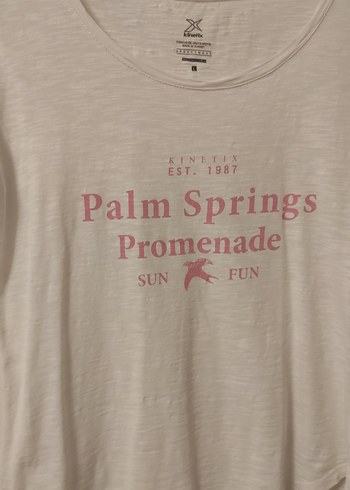 kinetix
L
KINETIX
EST. 1987
Palm Springs
Promenade
SUN FUN